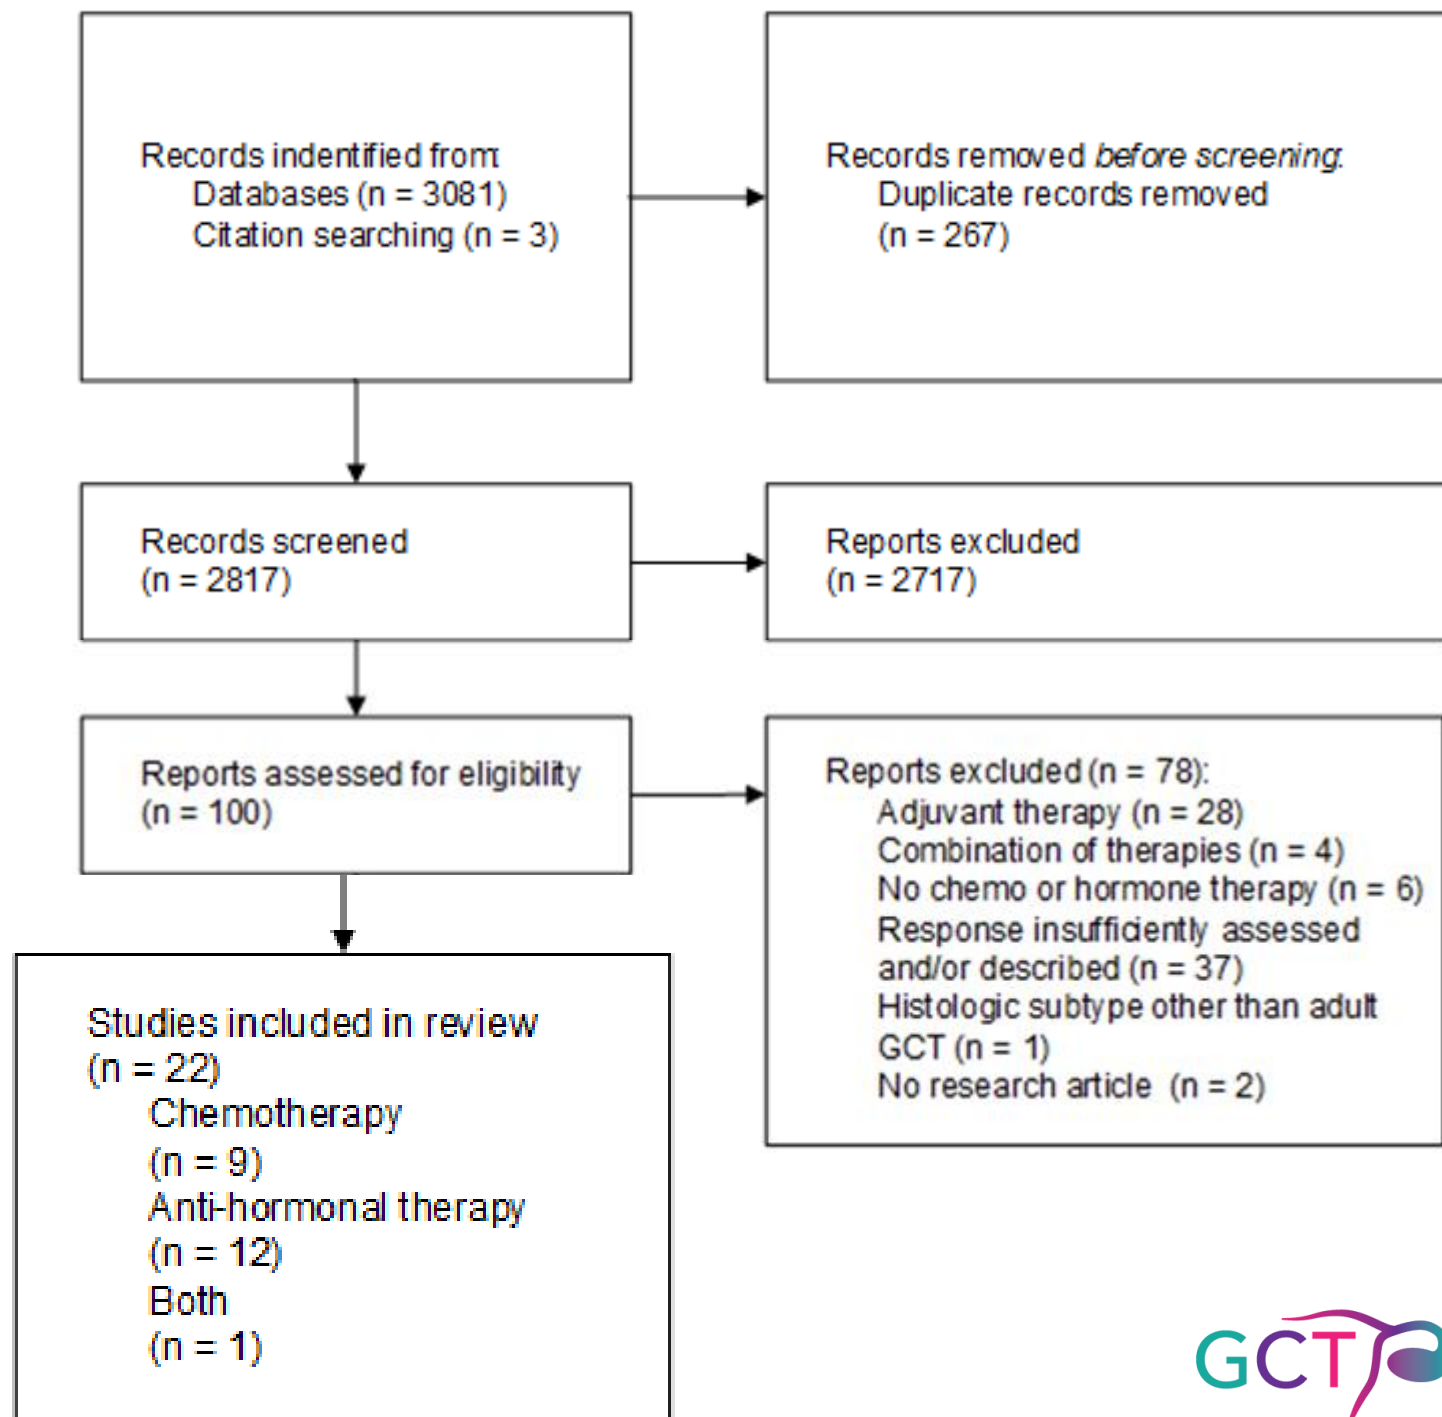 Records indentified from:
Databases (n = 3081)
Citation searching (n = 3)
Records removed before screening:
Duplicate records removed
(n = 267)
Records screened
(n = 2817)
Reports excluded
(n = 2717)
Reports assessed for eligibility
(n = 100)
Reports excluded (n = 78):
Adjuvant therapy (n = 28)
Combination of therapies (n = 4)
No chemo or hormone therapy (n = 6)
Response insufficiently assessed
and/or described (n = 37)
Histologic subtype other than adult
GCT (n = 1)
No research article (n = 2)
Studies included in review
(n = 22)
Chemotherapy
(n = 9)
Anti-hormonal therapy
(n = 12)
Both
(n = 1)
GCT